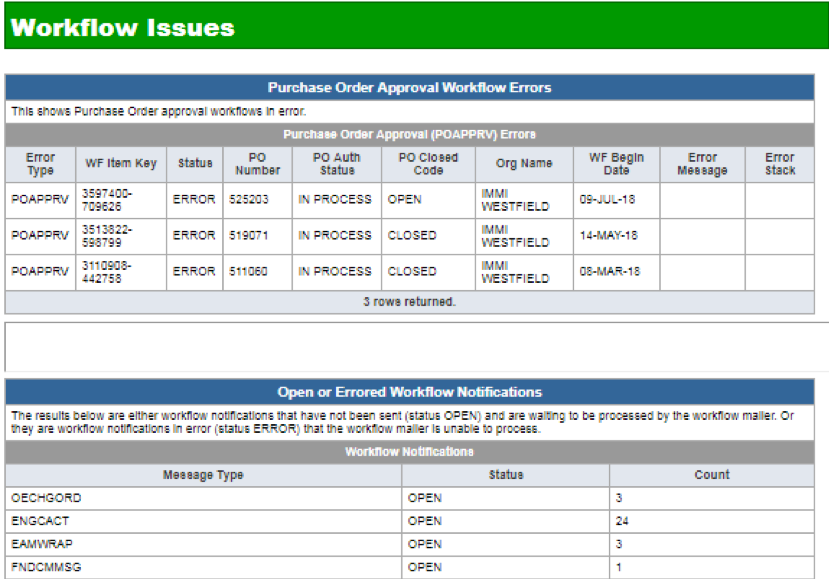 Workflow Issues
Purchase Order Approval Workflow Errors
This shows Purchase Order approval workflows in error.
Purchase Order Approval (POAPPRV) Errors
Error Type WF Item Key Status PO Number PO Auth Status PO Closed Code Org Name WF Begin Date Error Message Error Stack
POAPPRV 3597400-709626 ERROR 525203 IN PROCESS OPEN IMMI WESTFIELD 09-JUL-18
POAPPRV 3513822-598799 ERROR 519071 IN PROCESS CLOSED IMMI WESTFIELD 14-MAY-18
POAPPRV 3110908-442758 ERROR 511060 IN PROCESS CLOSED IMMI WESTFIELD 08-MAR-18
3 rows returned.
Open or Errored Workflow Notifications
The results below are either workflow notifications that have not been sent (status OPEN) and are waiting to be processed by the workflow mailer. Or
they are workflow notifications in error (status ERROR) that the workflow mailer is unable to process.
Workflow Notifications
Message Type Status Count
OECHGORD OPEN 3
ENGCACT OPEN 24
EAMWRAP OPEN 3
FNDCMMSG OPEN 1